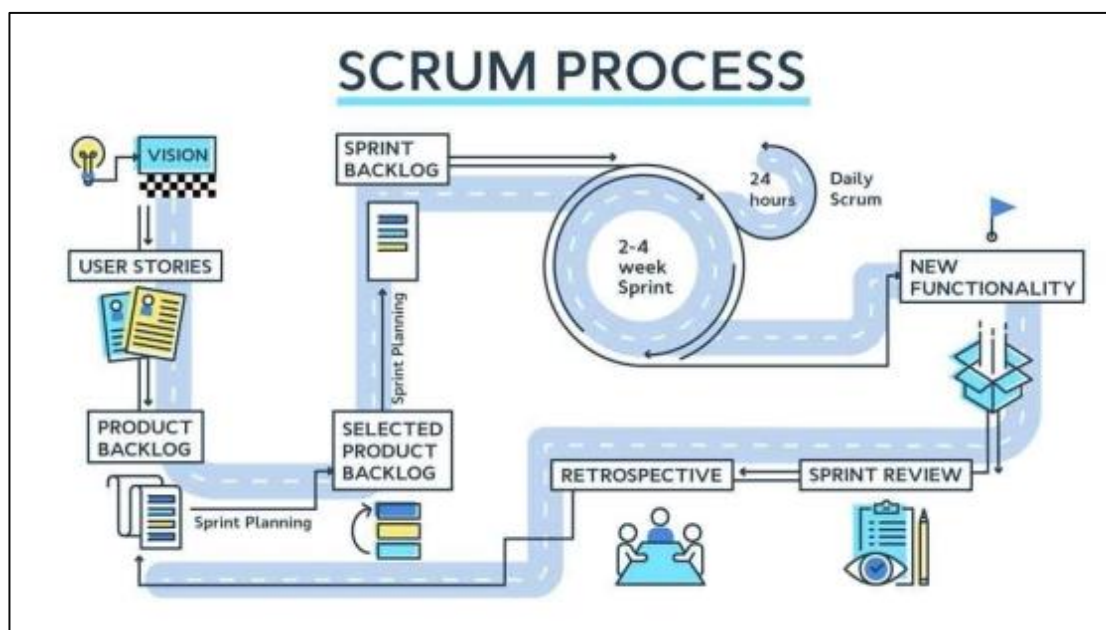 SCRUM PROCESS
VISION
USER STORIES
PRODUCT
BACKLOG
Sprint Planning
SELECTED
PRODUCT
BACKLOG
Sprint Planning
SPRINT
BACKLOG
2-4
week
Sprint
24
hours
Daily
Scrum
NEW
FUNCTIONALITY
SPRINT REVIEW
RETROSPECTIVE